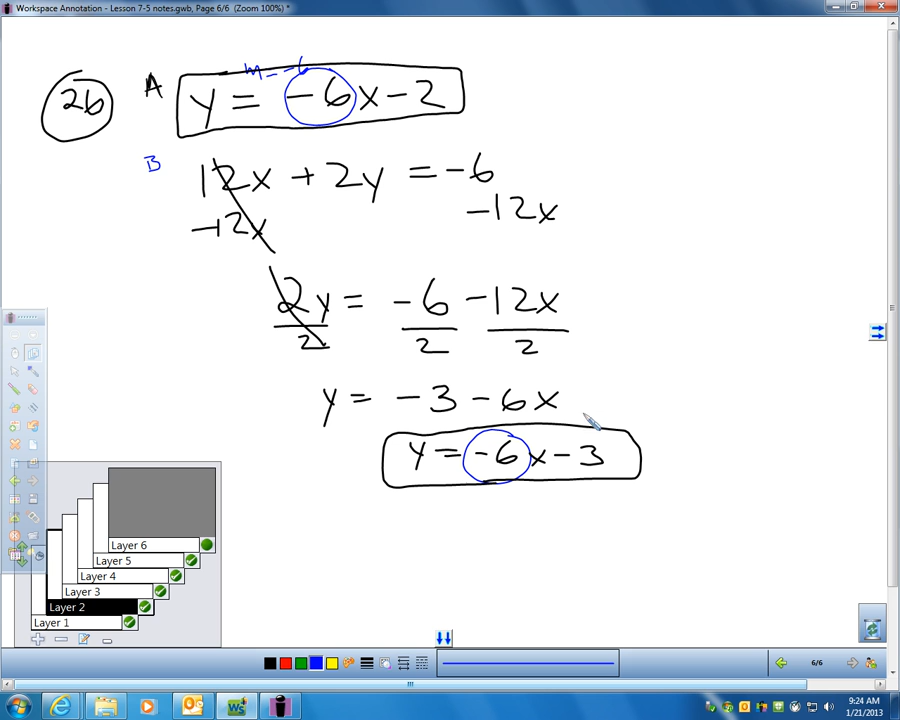 Workspace Annotation - Lesson 7-5 notes.gwb, Page 6/6 (Zoom 100%) *
m = -6
26 A y = -6x - 2
B 12x + 2y = -6
-12x -12x
2y = -6 - 12x
2 2 2
y = -3 - 6x
y = -6x - 3
Layer 6
Layer 5
Layer 4
Layer 3
Layer 2
Layer 1
6/6
9:24 AM
1/21/2013